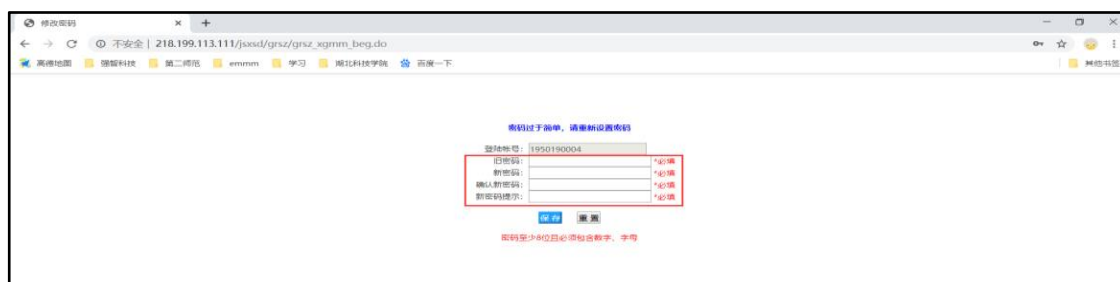 修改密码
不安全 | 218.199.113.111/jsxsd/grsz/grsz_xgmm_beg.do
高德地图 强智科技 第二师范 emmm 学习 湖北科技学院 百度一下 其他书签
密码过于简单，请重新设置密码
登陆帐号: 1950190004
旧密码: *必填
新密码: *必填
确认新密码: *必填
新密码提示: *必填
保存 重置
密码至少8位且必须包含数字、字母